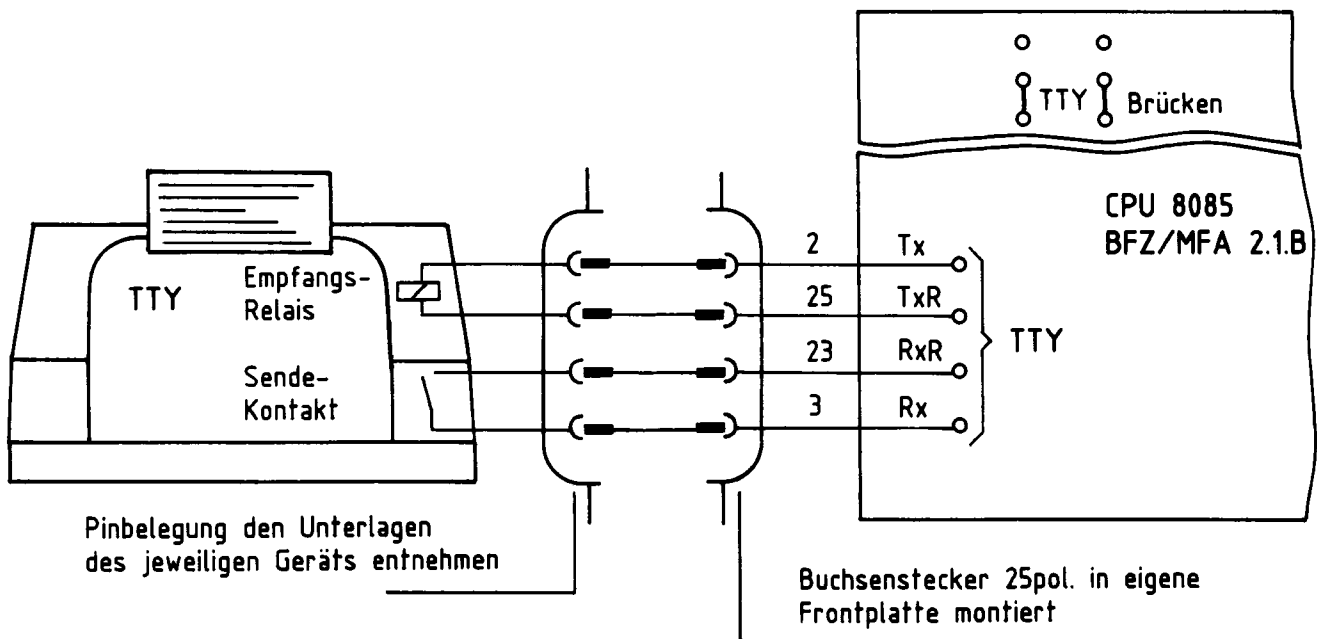 TTY Brücken
CPU 8085
BFZ/MFA 2.1.B
TTY
Empfangs-
Relais
Sende-
Kontakt
2 Tx
25 TxR
23 RxR
3 Rx
TTY
Pinbelegung den Unterlagen
des jeweiligen Geräts entnehmen
Buchsenstecker 25pol. in eigene
Frontplatte montiert